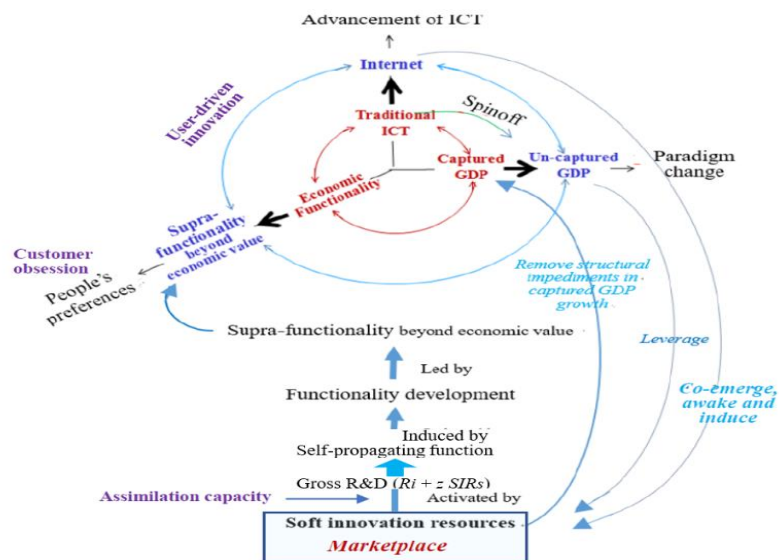 Advancement of ICT
Internet
User-driven
innovation
Traditional
ICT
Spinoff
Captured
GDP
Un-captured
GDP
Paradigm
change
Economic
Functionality
Supra-
functionality
beyond
economic value
Customer
obsession
People's
preferences
Remove structural
impediments in
captured GDP
growth
Supra-functionality beyond economic value
Leverage
Led by
Functionality development
Co-emerge,
awake and
induce
Induced by
Self-propagating function
Gross R&D (Ri + z SIRs)
Assimilation capacity
Activated by
Soft innovation resources
Marketplace